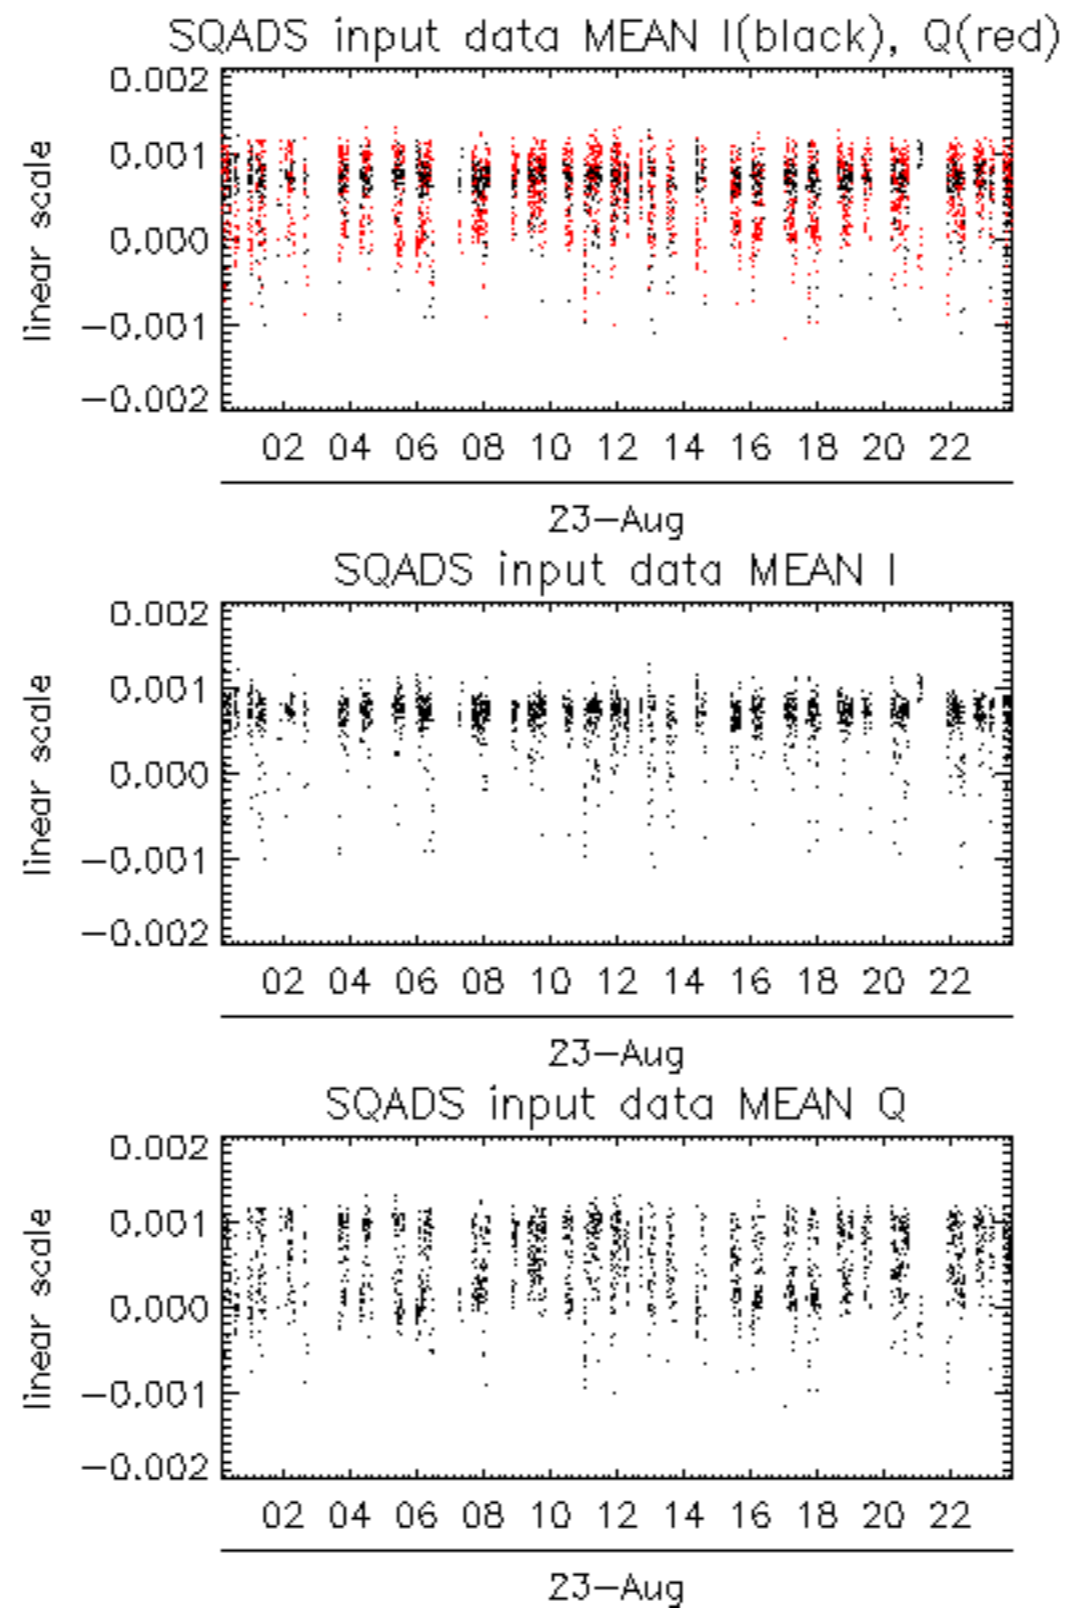 SQADS input data MEAN I(black), Q(red)
linear scale
0.002
0.001
0.000
−0.001
−0.002
02 04 06 08 10 12 14 16 18 20 22
23−Aug
SQADS input data MEAN I
linear scale
0.002
0.001
0.000
−0.001
−0.002
02 04 06 08 10 12 14 16 18 20 22
23−Aug
SQADS input data MEAN Q
linear scale
0.002
0.001
0.000
−0.001
−0.002
02 04 06 08 10 12 14 16 18 20 22
23−Aug